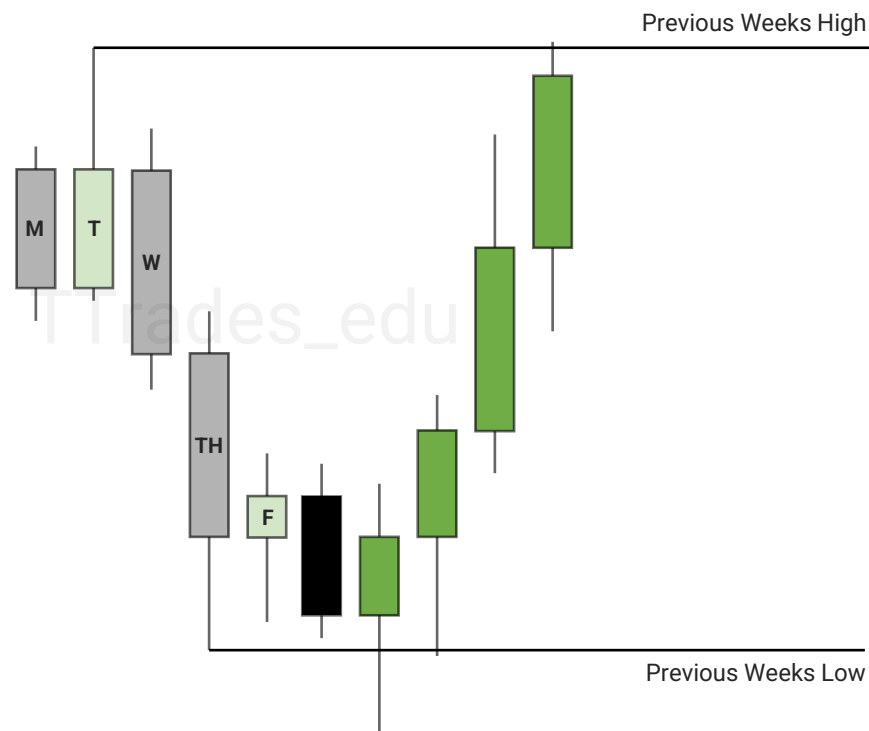 Previous Weeks High
M
T
W
TTrades_edu
TH
F
Previous Weeks Low